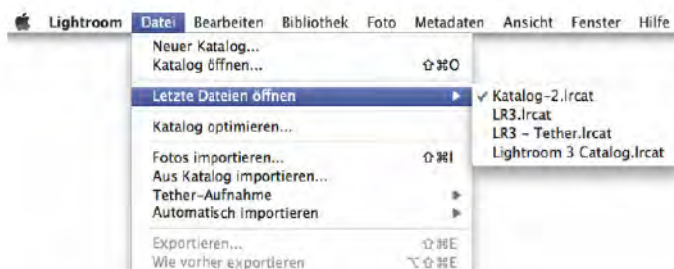 Lightroom Datei Bearbeiten Bibliothek Foto Metadaten Ansicht Fenster Hilfe
Neuer Katalog...
Katalog öffnen... ⇧⌘O
Letzte Dateien öffnen ▶
✓ Katalog-2.lrcat
LR3.lrcat
LR3 - Tether.lrcat
Lightroom 3 Catalog.lrcat
Katalog optimieren...
Fotos importieren... ⇧⌘I
Aus Katalog importieren...
Tether-Aufnahme ▶
Automatisch importieren ▶
Exportieren... ⇧⌘E
Wie vorher exportieren ⌥⇧⌘E